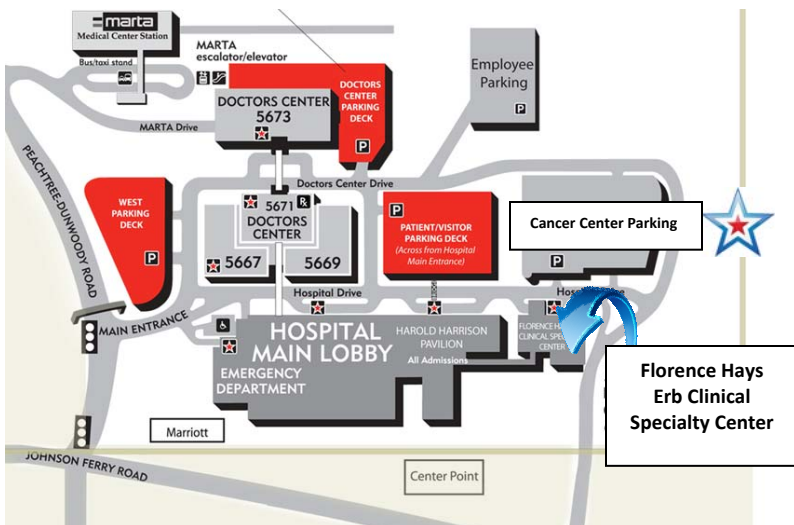 marta
Medical Center Station
Bus/taxi stand
MARTA
escalator/elevator
DOCTORS
CENTER
PARKING
DECK
P
Employee
Parking
P
DOCTORS CENTER
5673
MARTA Drive
PEACHTREE-DUNWOODY ROAD
Doctors Center Drive
WEST
PARKING
DECK
P
5671
DOCTORS
CENTER
5667
5669
P
PATIENT/VISITOR
PARKING DECK
(Across from Hospital
Main Entrance)
Cancer Center Parking
P
Hospital Drive
MAIN ENTRANCE
HOSPITAL
MAIN LOBBY
EMERGENCY
DEPARTMENT
HAROLD HARRISON
PAVILION
All Admissions
FLORENCE
CLINICAL
CENTER
Florence Hays
Erb Clinical
Specialty Center
Marriott
JOHNSON FERRY ROAD
Center Point